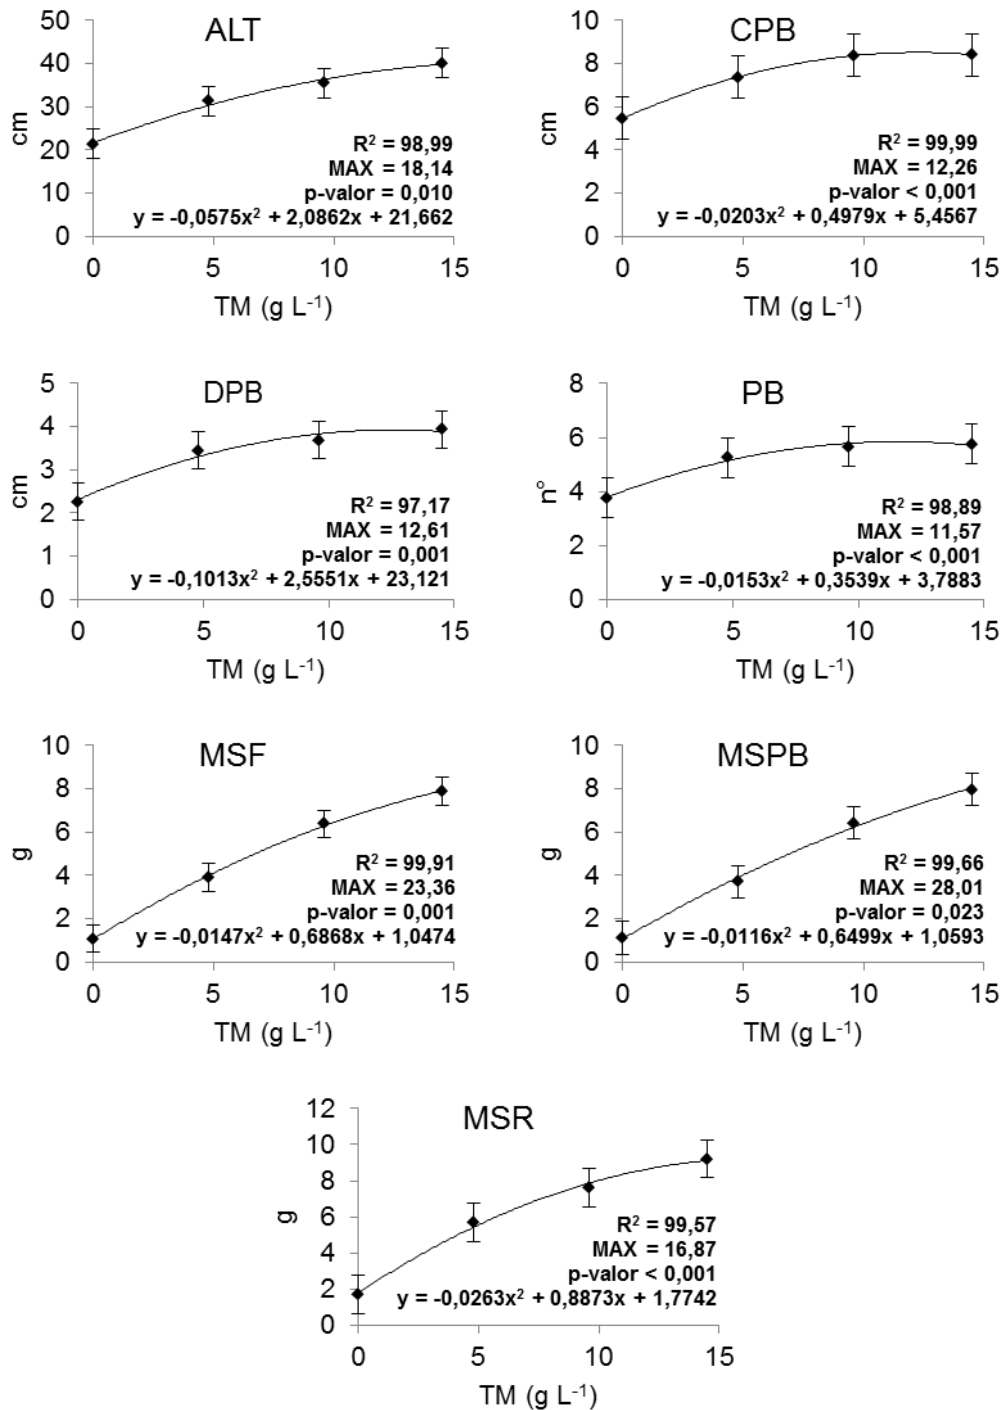 ALT
50
40
30
20
10
0
cm
R² = 98,99
MAX = 18,14
p-valor = 0,010
y = -0,0575x² + 2,0862x + 21,662
0 5 10 15
TM (g L⁻¹)
CPB
10
8
6
4
2
0
cm
R² = 99,99
MAX = 12,26
p-valor < 0,001
y = -0,0203x² + 0,4979x + 5,4567
0 5 10 15
TM (g L⁻¹)
DPB
5
4
3
2
1
0
cm
R² = 97,17
MAX = 12,61
p-valor = 0,001
y = -0,1013x² + 2,5551x + 23,121
0 5 10 15
TM (g L⁻¹)
PB
8
6
4
2
0
n°
R² = 98,89
MAX = 11,57
p-valor < 0,001
y = -0,0153x² + 0,3539x + 3,7883
0 5 10 15
TM (g L⁻¹)
MSF
10
8
6
4
2
0
g
R² = 99,91
MAX = 23,36
p-valor = 0,001
y = -0,0147x² + 0,6868x + 1,0474
0 5 10 15
TM (g L⁻¹)
MSPB
10
8
6
4
2
0
g
R² = 99,66
MAX = 28,01
p-valor = 0,023
y = -0,0116x² + 0,6499x + 1,0593
0 5 10 15
TM (g L⁻¹)
MSR
12
10
8
6
4
2
0
g
R² = 99,57
MAX = 16,87
p-valor < 0,001
y = -0,0263x² + 0,8873x + 1,7742
0 5 10 15
TM (g L⁻¹)